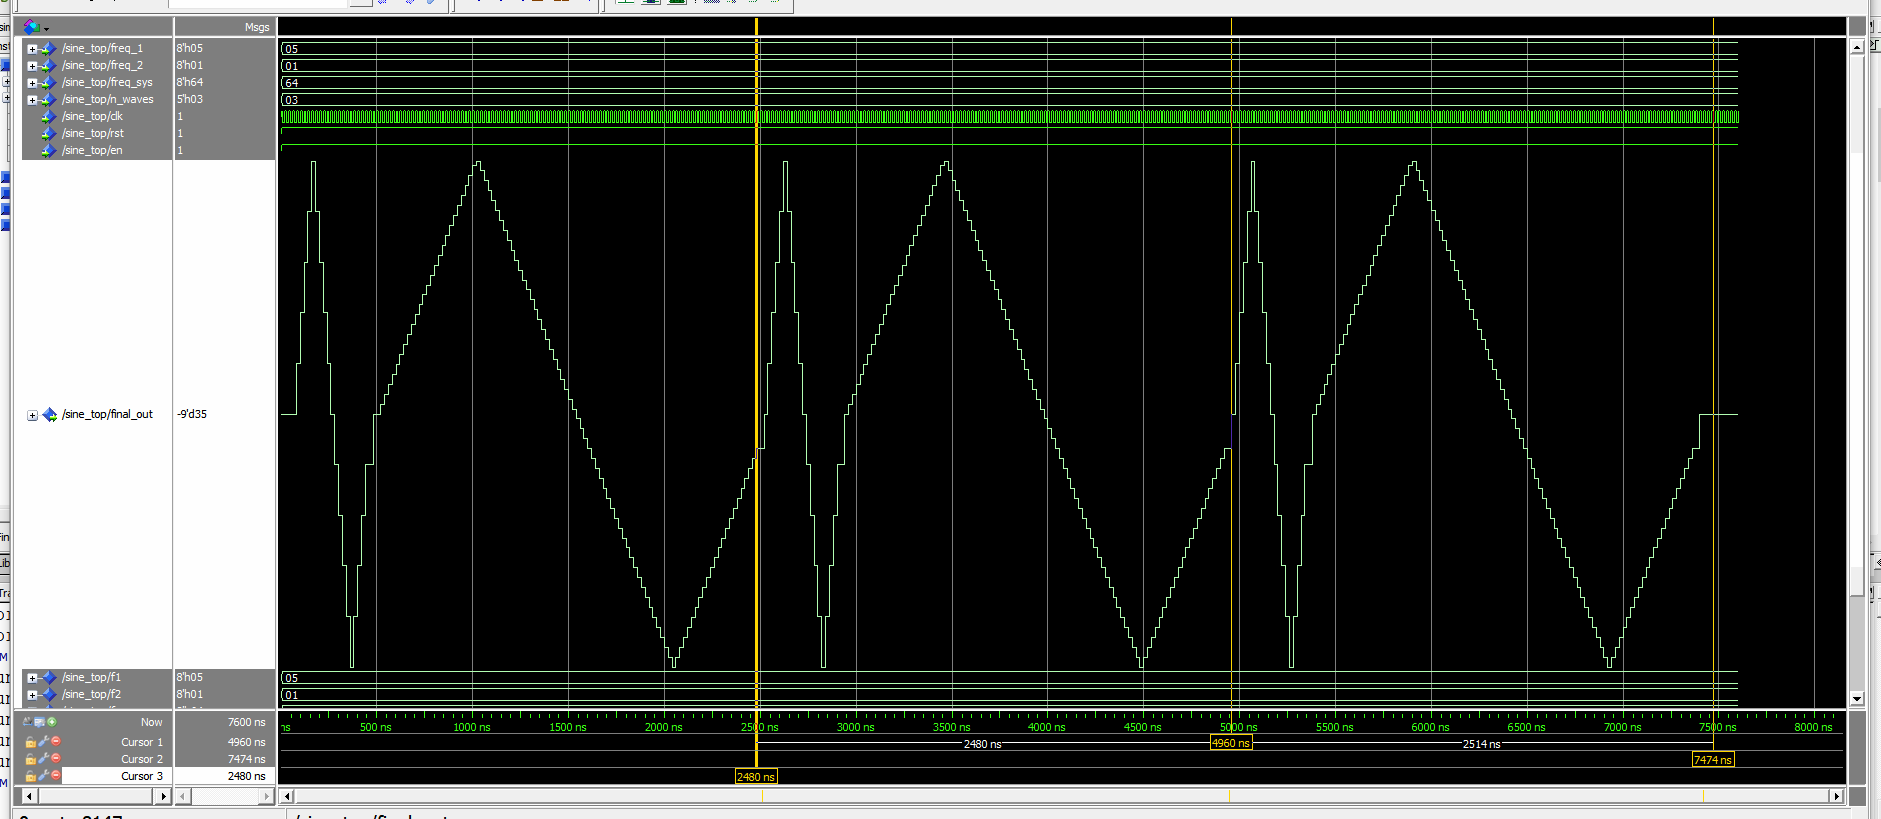 Msgs
/sine_top/freq_1 8'h05 05
/sine_top/freq_2 8'h01 01
/sine_top/freq_sys 8'h64 64
/sine_top/n_waves 5'h03 03
/sine_top/clk 1
/sine_top/rst 1
/sine_top/en 1
/sine_top/final_out -9'd35
/sine_top/f1 8'h05 05
/sine_top/f2 8'h01 01
Now 7600 ns ns 500 ns 1000 ns 1500 ns 2000 ns 2500 ns 3000 ns 3500 ns 4000 ns 4500 ns 5000 ns 5500 ns 6000 ns 6500 ns 7000 ns 7500 ns 8000 ns
Cursor 1 4960 ns 2480 ns 4960 ns 2514 ns
Cursor 2 7474 ns 7474 ns
Cursor 3 2480 ns 2480 ns